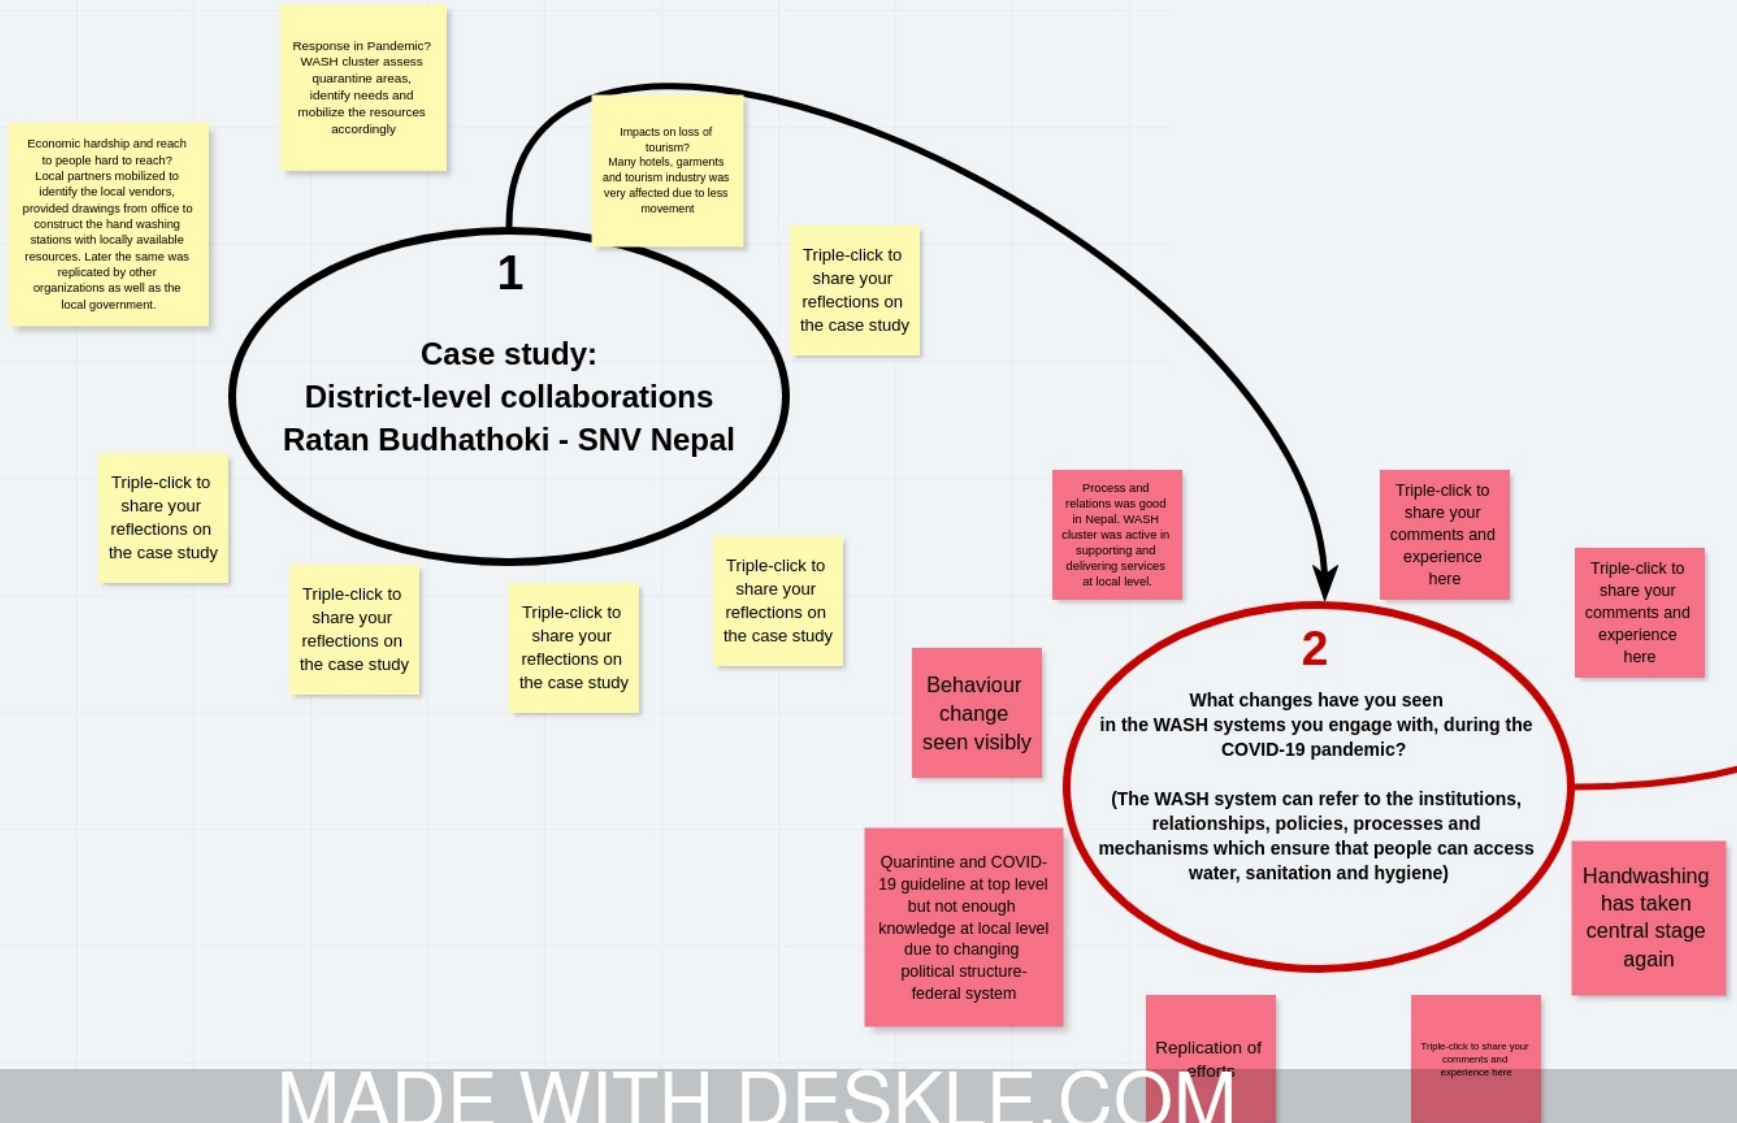 Response in Pandemic?
WASH cluster assess
quarantine areas,
identify needs and
mobilize the resources
accordingly
Economic hardship and reach
to people hard to reach?
Local partners mobilized to
identify the local vendors,
provided drawings from office to
construct the hand washing
stations with locally available
resources. Later the same was
replicated by other
organizations as well as the
local government.
Impacts on loss of
tourism?
Many hotels, garments
and tourism industry was
very affected due to less
movement
Triple-click to
share your
reflections on
the case study
1
Case study:
District-level collaborations
Ratan Budhathoki - SNV Nepal
Triple-click to
share your
reflections on
the case study
Triple-click to
share your
reflections on
the case study
Triple-click to
share your
reflections on
the case study
Triple-click to
share your
reflections on
the case study
Process and
relations was good
in Nepal. WASH
cluster was active in
supporting and
delivering services
at local level.
Triple-click to
share your
comments and
experience
here
Triple-click to
share your
comments and
experience
here
Behaviour
change
seen visibly
2
What changes have you seen
in the WASH systems you engage with, during the
COVID-19 pandemic?
(The WASH system can refer to the institutions,
relationships, policies, processes and
mechanisms which ensure that people can access
water, sanitation and hygiene)
Quarintine and COVID-
19 guideline at top level
but not enough
knowledge at local level
due to changing
political structure-
federal system
Handwashing
has taken
central stage
again
Replication of
efforts
Triple-click to share your
comments and
experience here
MADE WITH DESKLE.COM